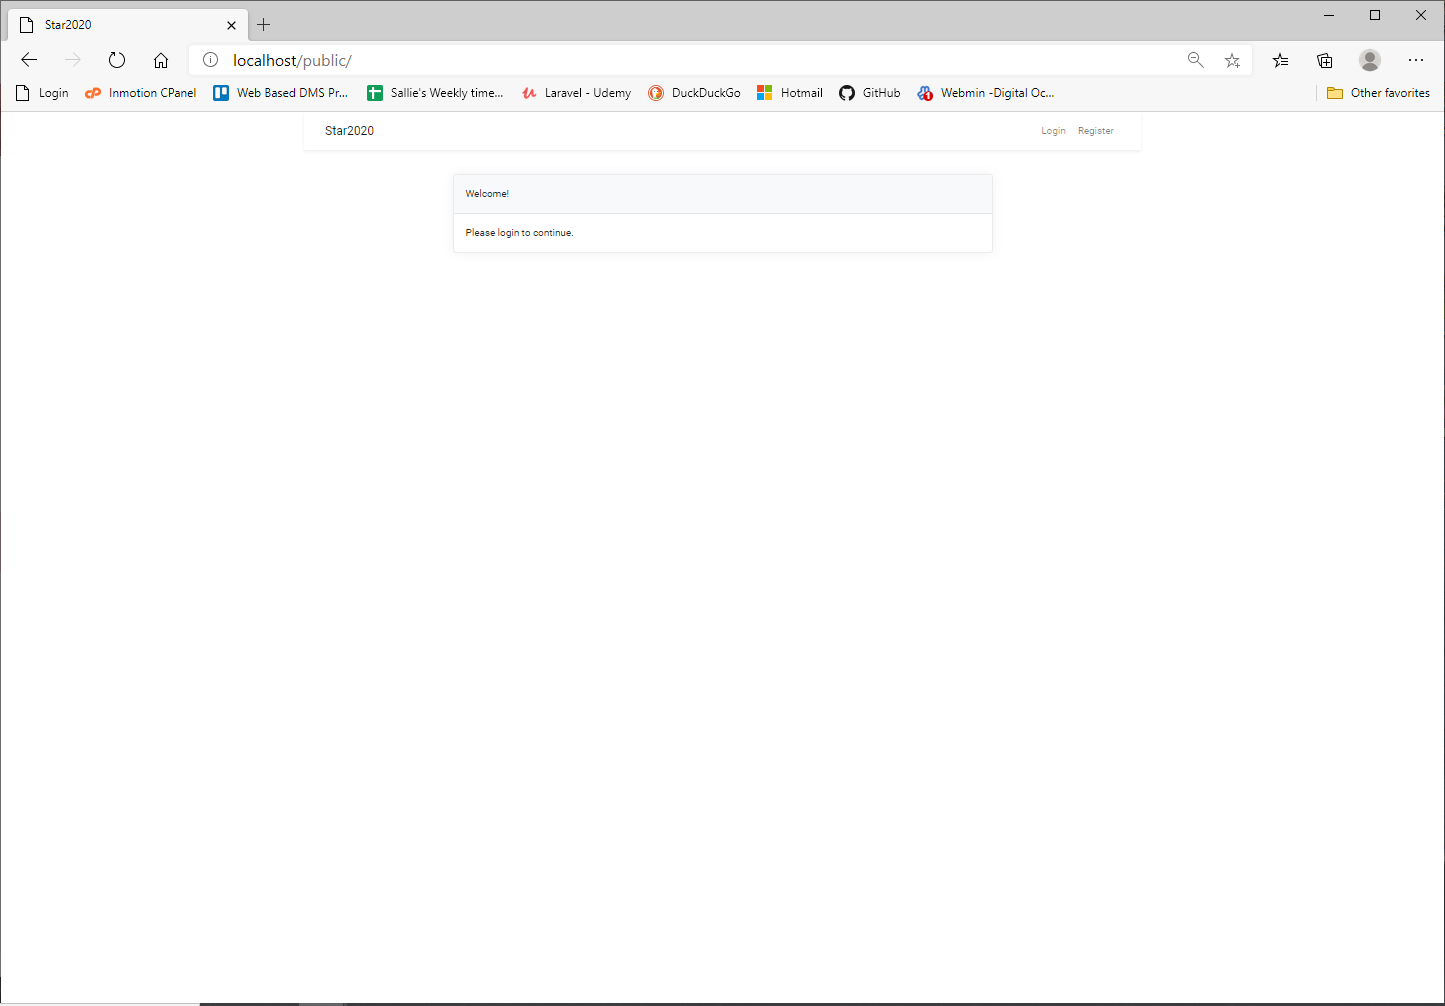 Star2020
localhost/public/
Login
Inmotion CPanel
Web Based DMS Pr...
Sallie's Weekly time...
Laravel - Udemy
DuckDuckGo
Hotmail
GitHub
Webmin -Digital Oc...
Other favorites
Star2020
Login
Register
Welcome!
Please login to continue.